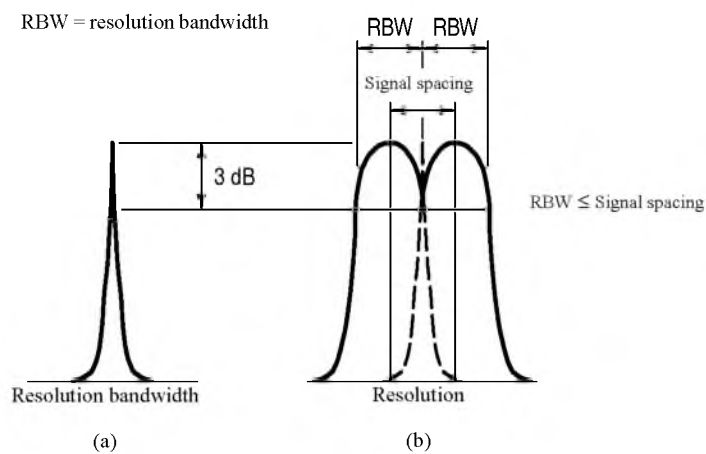 RBW = resolution bandwidth
RBW RBW
Signal spacing
3 dB
RBW ≤ Signal spacing
Resolution bandwidth
Resolution
(a)
(b)